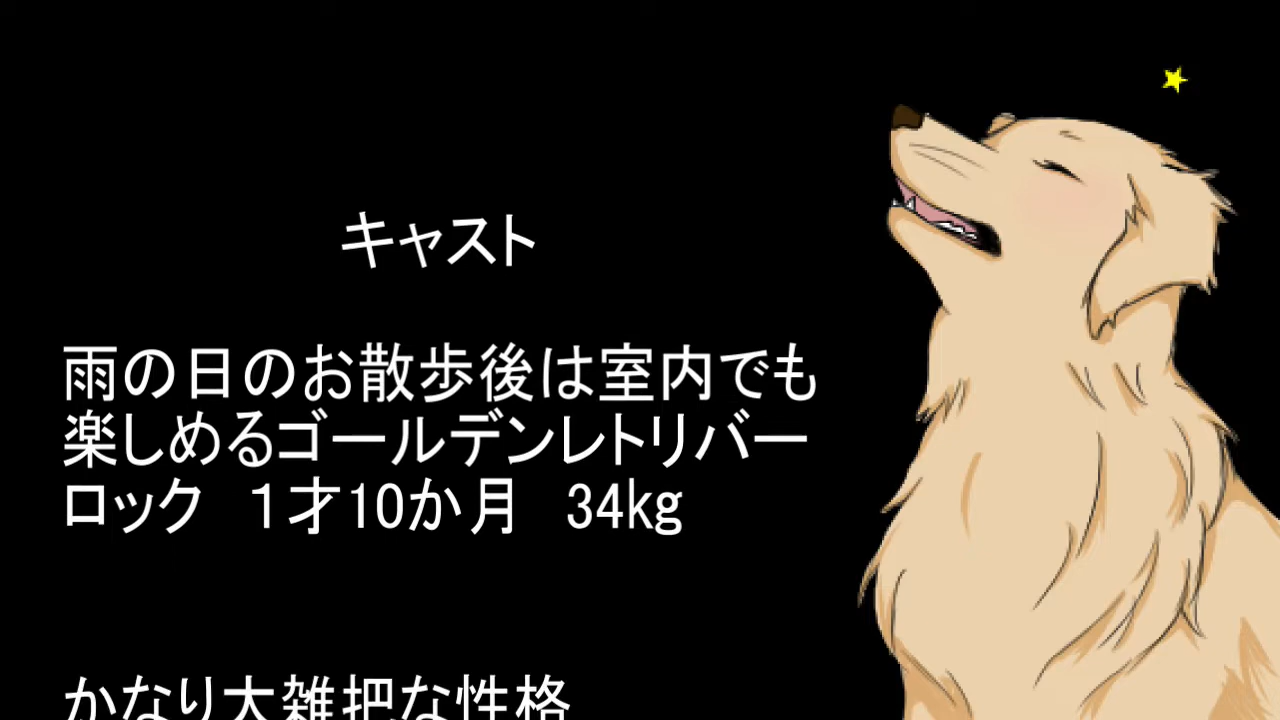 キャスト
雨の日のお散歩後は室内でも
楽しめるゴールデンレトリバー
ロック　１才10か月　34kg
かなり大雑把な性格